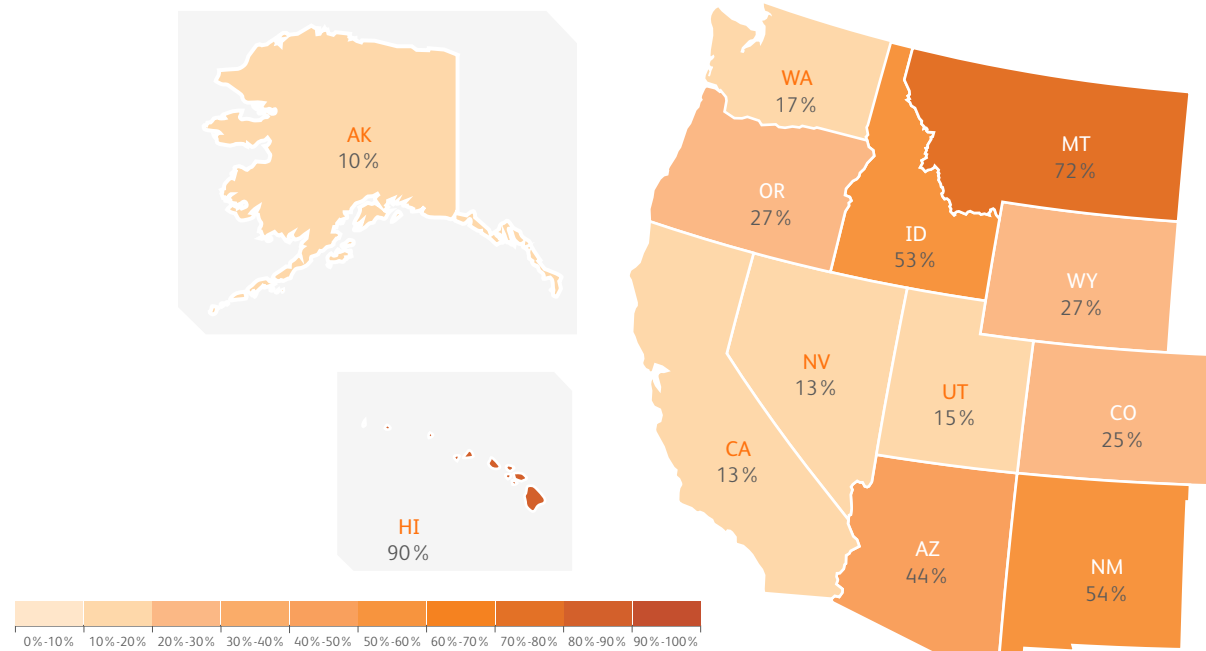 WA
17%
AK
10%
MT
72%
OR
27%
ID
53%
WY
27%
NV
13%
UT
15%
CO
25%
CA
13%
HI
90%
AZ
44%
NM
54%
0%-10% 10%-20% 20%-30% 30%-40% 40%-50% 50%-60% 60%-70% 70%-80% 80%-90% 90%-100%